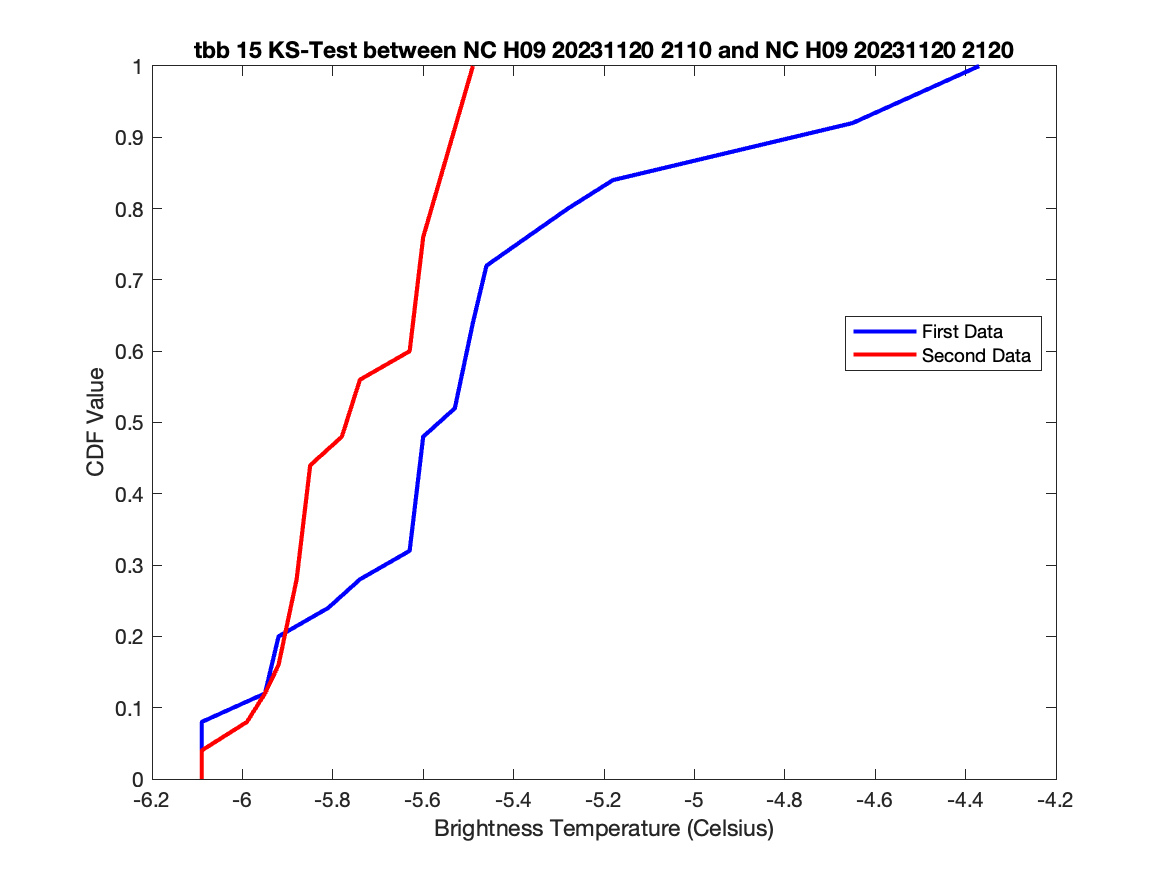 tbb 15 KS-Test between NC H09 20231120 2110 and NC H09 20231120 2120
1
0.9
0.8
0.7
0.6
0.5
0.4
0.3
0.2
0.1
0
CDF Value
First Data
Second Data
-6.2 -6 -5.8 -5.6 -5.4 -5.2 -5 -4.8 -4.6 -4.4 -4.2
Brightness Temperature (Celsius)